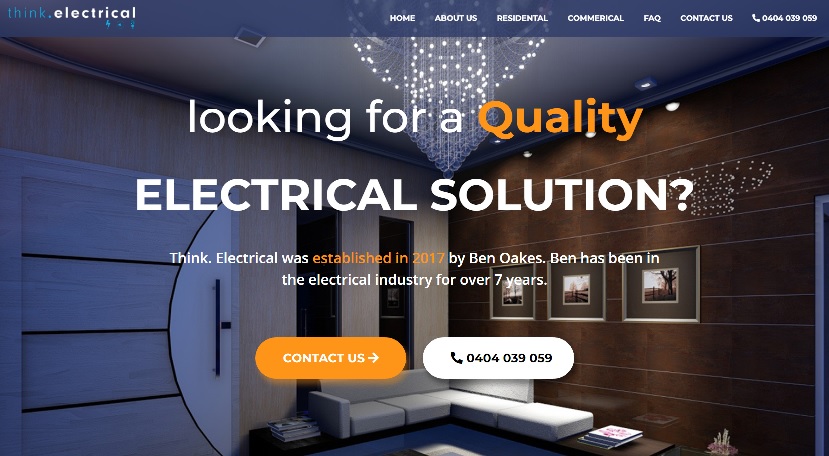 think.electrical
HOME ABOUT US RESIDENTAL COMMERICAL FAQ CONTACT US 0404 039 059
looking for a Quality
ELECTRICAL SOLUTION?
Think. Electrical was established in 2017 by Ben Oakes. Ben has been in
the electrical industry for over 7 years.
CONTACT US
0404 039 059